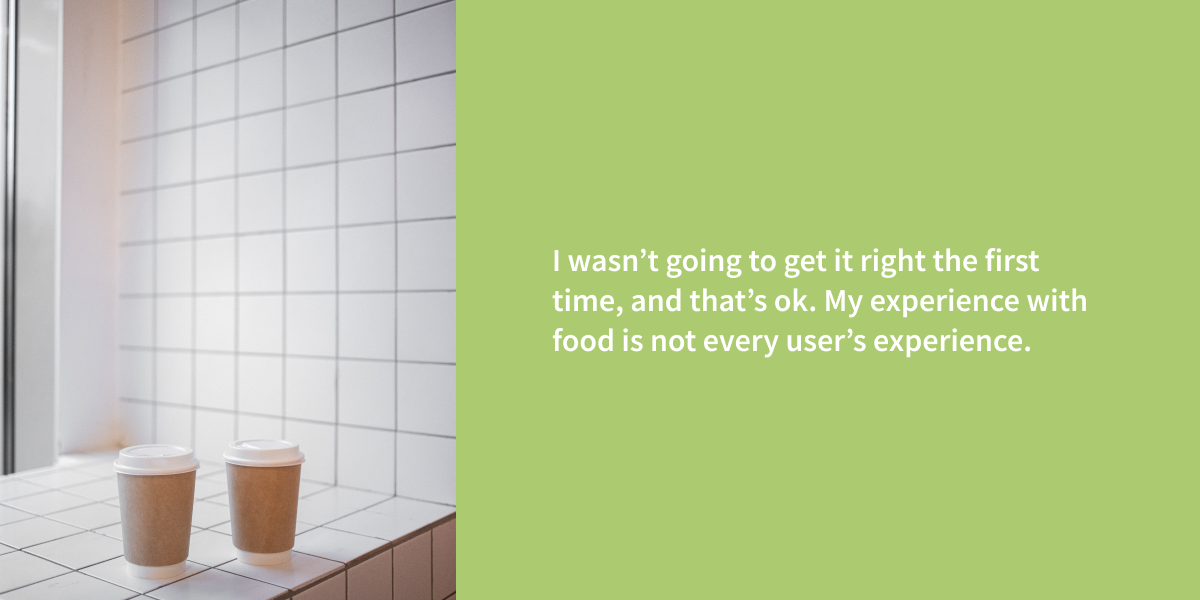 I wasn’t going to get it right the first
time, and that’s ok. My experience with
food is not every user’s experience.